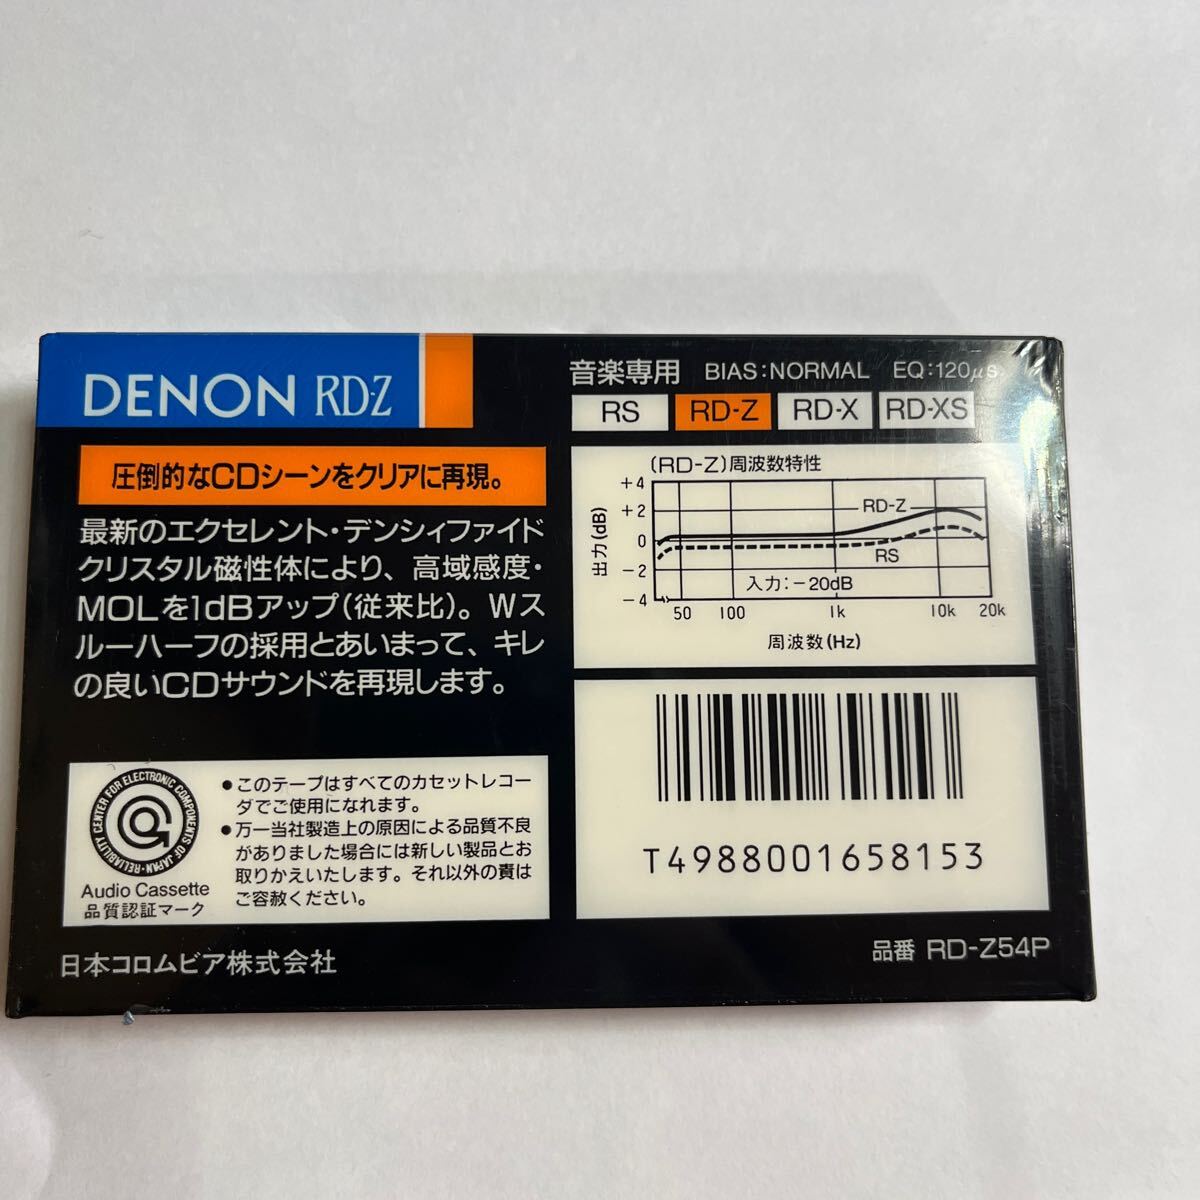 DENON RD-Z
圧倒的なCDシーンをクリアに再現。
最新のエクセレント・デンシィファイド
クリスタル磁性体により、高域感度・
MOLを1dBアップ(従来比)。Wス
ルーハーフの採用とあいまって、キレ
の良いCDサウンドを再現します。
RELIABILITY CENTER FOR ELECTRONIC COMPONENTS OF JAPAN
Audio Cassette
品質認証マーク
●このテープはすべてのカセットレコー
ダでご使用になれます。
●万一当社製造上の原因による品質不良
がありました場合には新しい製品とお
取りかえいたします。それ以外の責は
ご容赦ください。
日本コロムビア株式会社
音楽専用 BIAS:NORMAL EQ:120μs
RS RD-Z RD-X RD-XS
(RD-Z)周波数特性
出力(dB)
+4
+2
0
-2
-4
RD-Z
RS
入力:-20dB
50 100 1k 10k 20k
周波数(Hz)
T4988001658153
品番 RD-Z54P